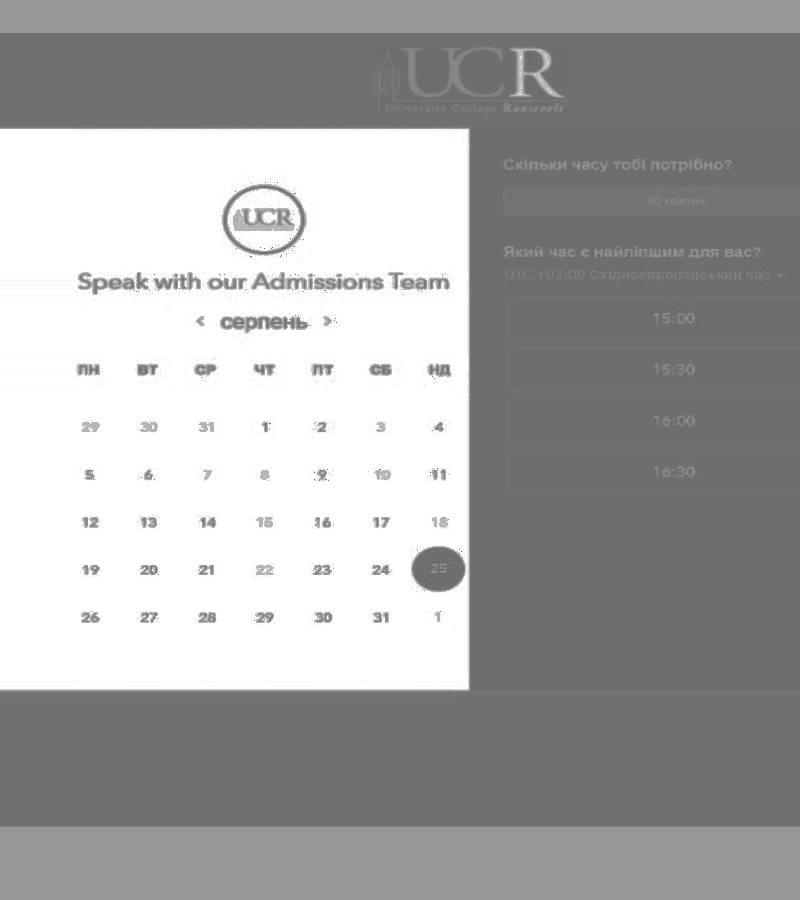 UCR
University College Roosevelt
UCR
Speak with our Admissions Team
< серпень >
ПН ВТ СР ЧТ ПТ СБ НД
29 30 31 1 2 3 4
5 6 7 8 9 10 11
12 13 14 15 16 17 18
19 20 21 22 23 24 25
26 27 28 29 30 31 1
Скільки часу тобі потрібно?
30 хвилин
Який час є найліпшим для вас?
UTC +03:00 Східноєвропейський час
15:00
15:30
16:00
16:30